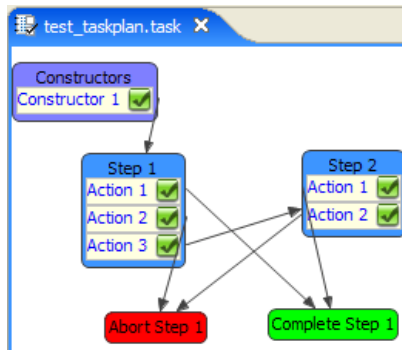 test_taskplan.task
Constructors
Constructor 1
Step 1
Action 1
Action 2
Action 3
Step 2
Action 1
Action 2
Abort Step 1
Complete Step 1